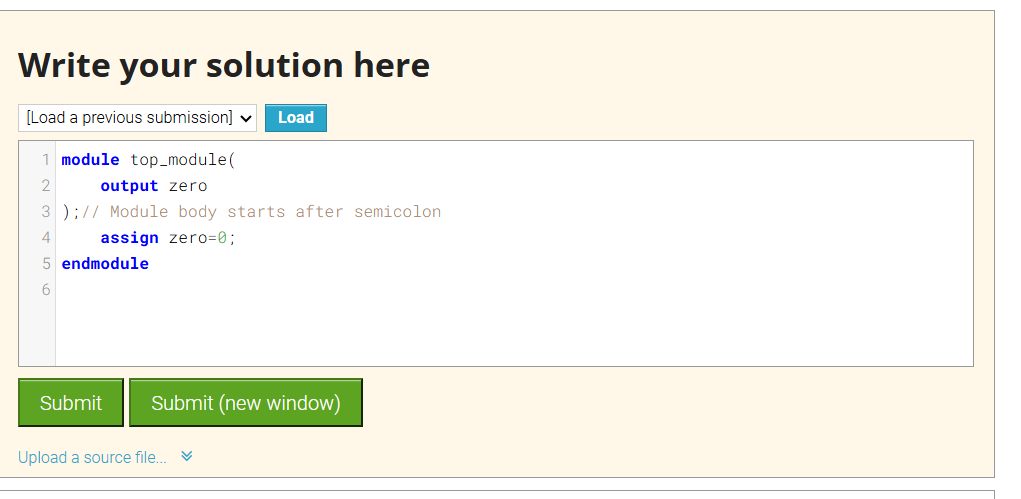 Write your solution here
[Load a previous submission] Load
1 module top_module(
2     output zero
3 );// Module body starts after semicolon
4     assign zero=0;
5 endmodule
6
Submit Submit (new window)
Upload a source file...